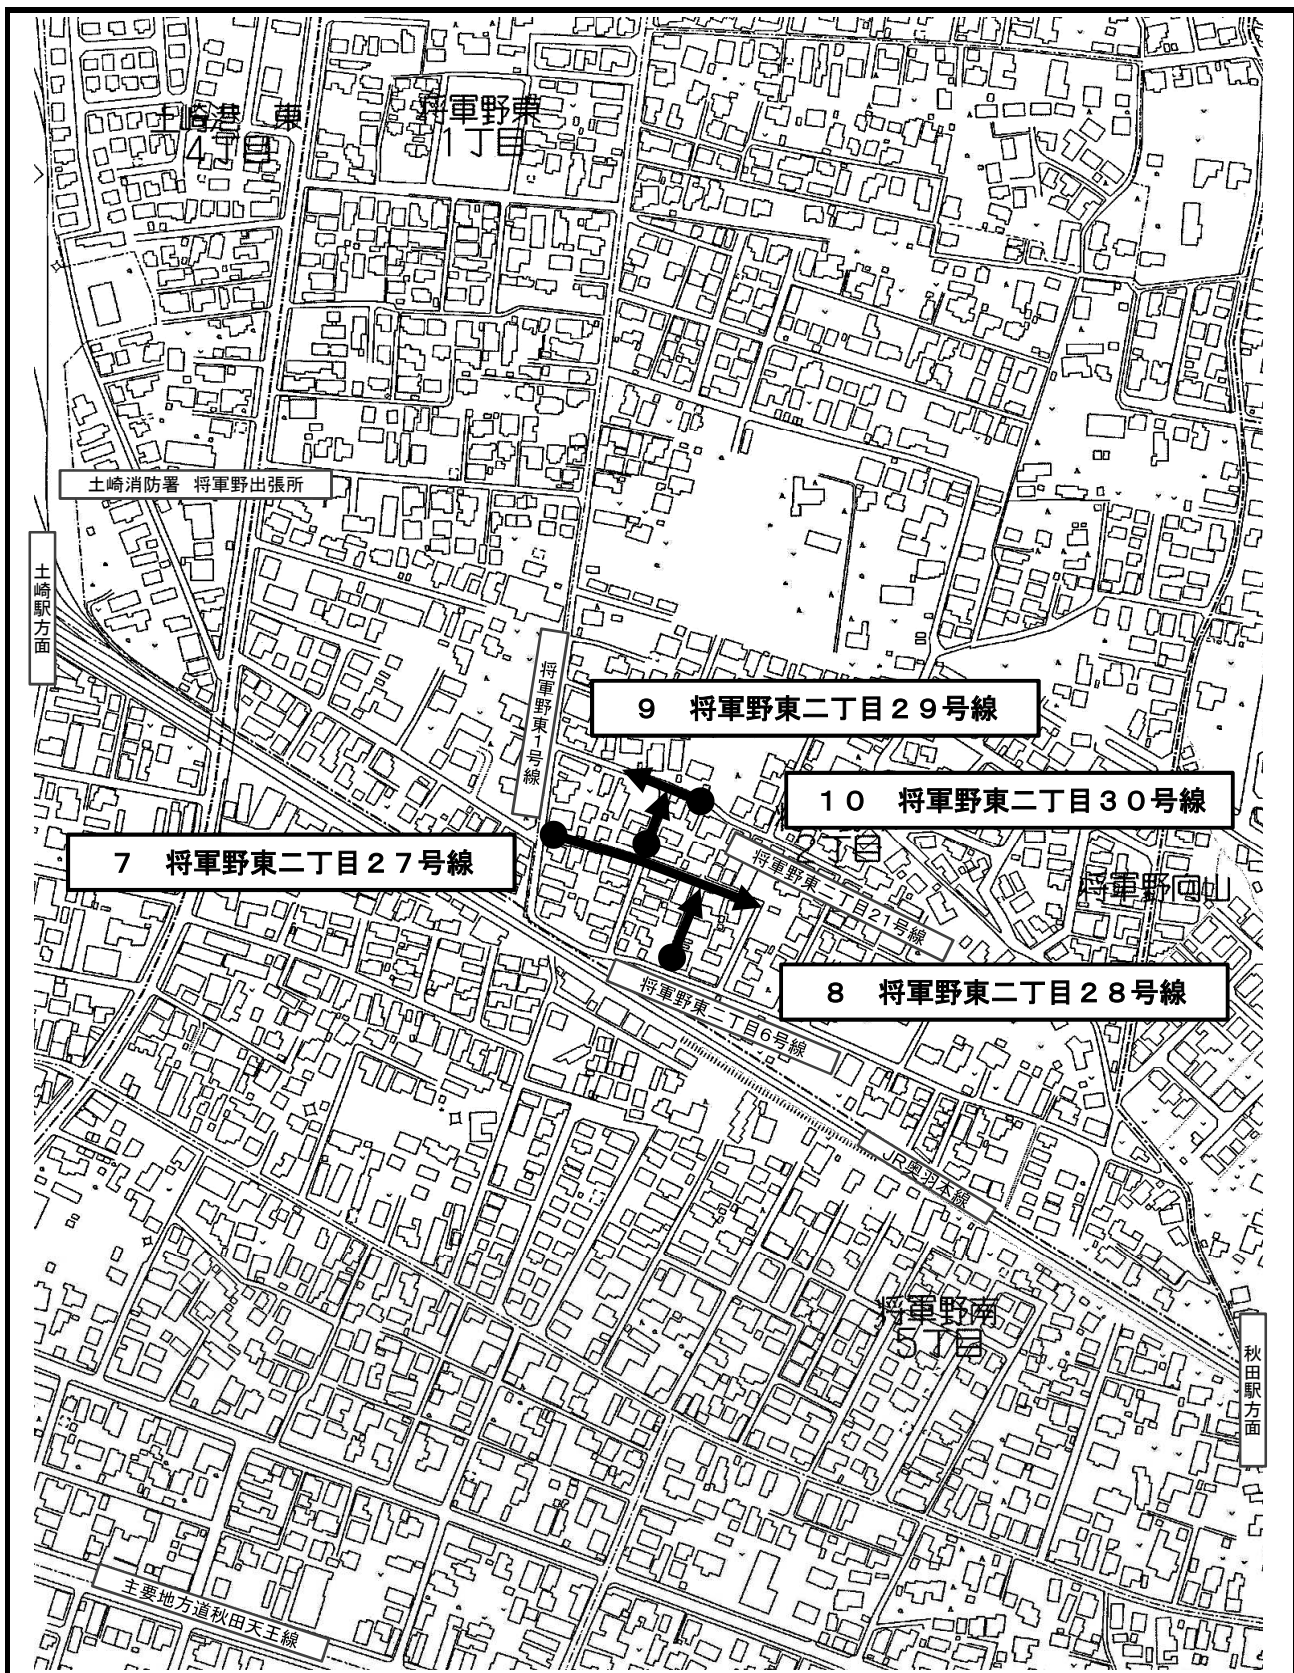 土崎港 東
4丁目
将軍野東
1丁目
土崎消防署 将軍野出張所
土崎駅方面
将軍野東1号線
9 将軍野東二丁目29号線
10 将軍野東二丁目30号線
2丁目
7 将軍野東二丁目27号線
将軍野東二丁目21号線
将軍野向山
8 将軍野東二丁目28号線
将軍野東二丁目6号線
JR奥羽本線
将軍野南
5丁目
秋田駅方面
主要地方道秋田天王線